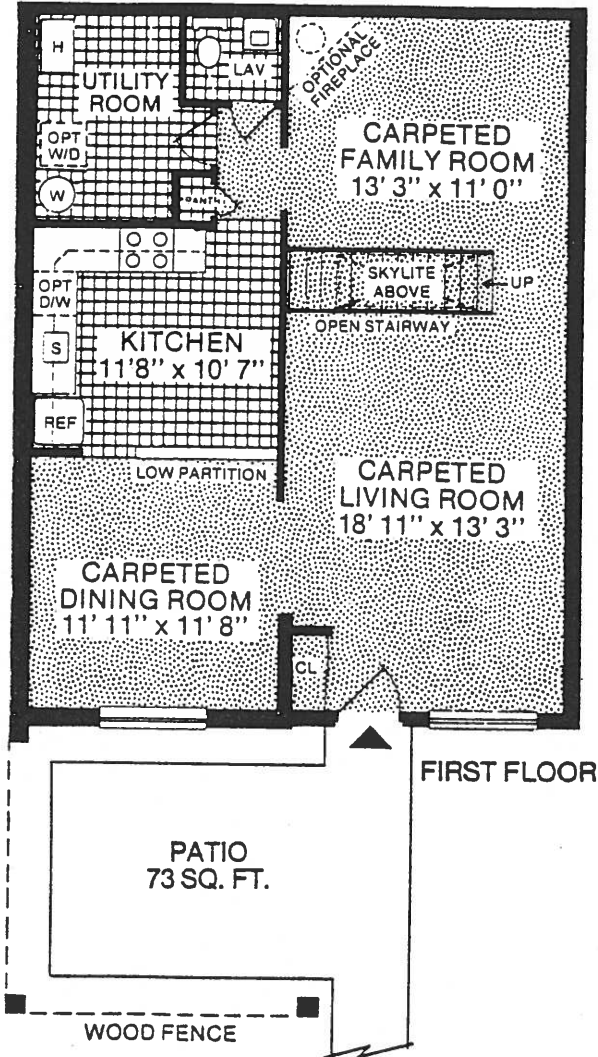 H
UTILITY
ROOM
LAV
OPTIONAL
FIREPLACE
OPT
W/D
W
CARPETED
FAMILY ROOM
13' 3" x 11' 0"
SKYLITE
ABOVE
UP
OPEN STAIRWAY
OPT
D/W
KITCHEN
11'8" x 10' 7"
S
REF
LOW PARTITION
CARPETED
LIVING ROOM
18' 11" x 13' 3"
CARPETED
DINING ROOM
11' 11" x 11' 8"
CL
FIRST FLOOR
PATIO
73 SQ. FT.
WOOD FENCE